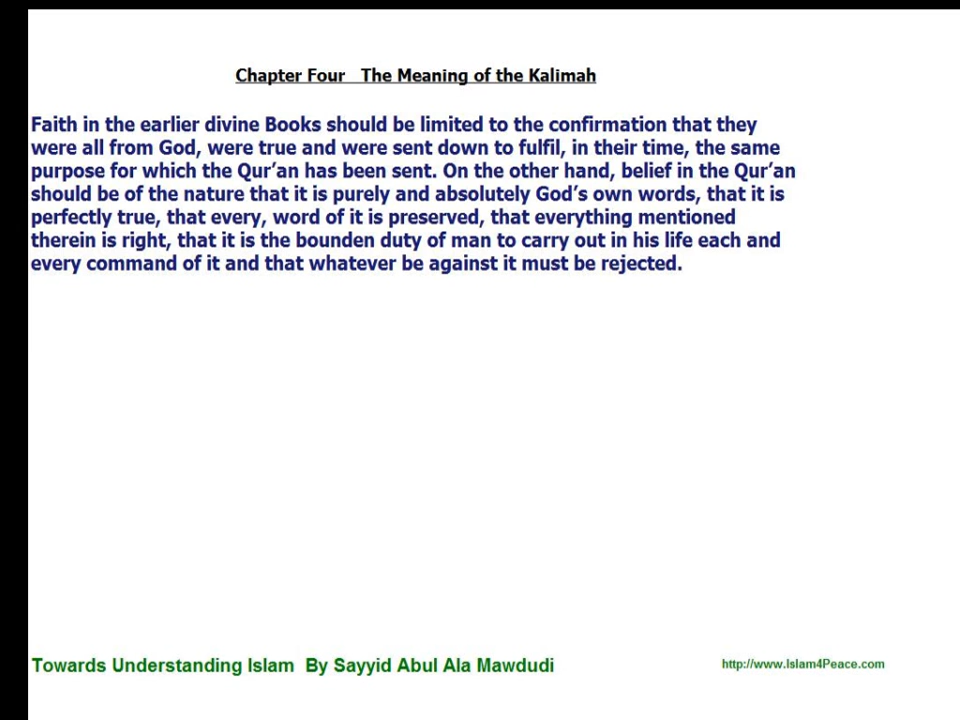 Chapter Four   The Meaning of the Kalimah
Faith in the earlier divine Books should be limited to the confirmation that they
were all from God, were true and were sent down to fulfil, in their time, the same
purpose for which the Qur’an has been sent. On the other hand, belief in the Qur’an
should be of the nature that it is purely and absolutely God’s own words, that it is
perfectly true, that every, word of it is preserved, that everything mentioned
therein is right, that it is the bounden duty of man to carry out in his life each and
every command of it and that whatever be against it must be rejected.
Towards Understanding Islam  By Sayyid Abul Ala Mawdudi
http://www.Islam4Peace.com